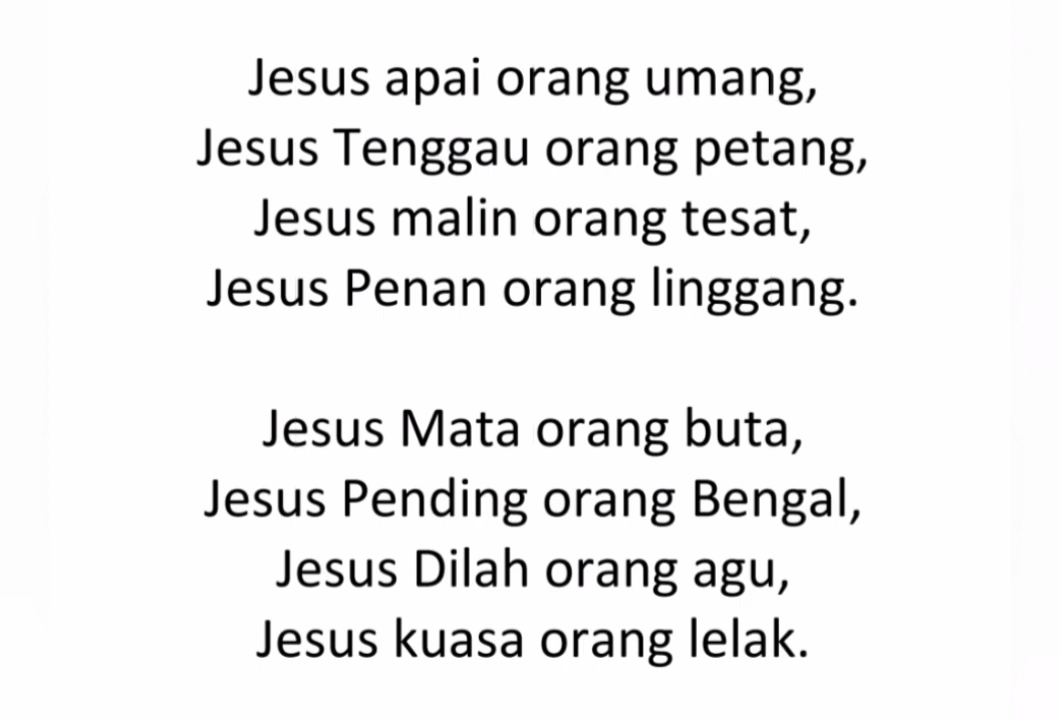 Jesus apai orang umang,
Jesus Tenggau orang petang,
Jesus malin orang tesat,
Jesus Penan orang linggang.
Jesus Mata orang buta,
Jesus Pending orang Bengal,
Jesus Dilah orang agu,
Jesus kuasa orang lelak.